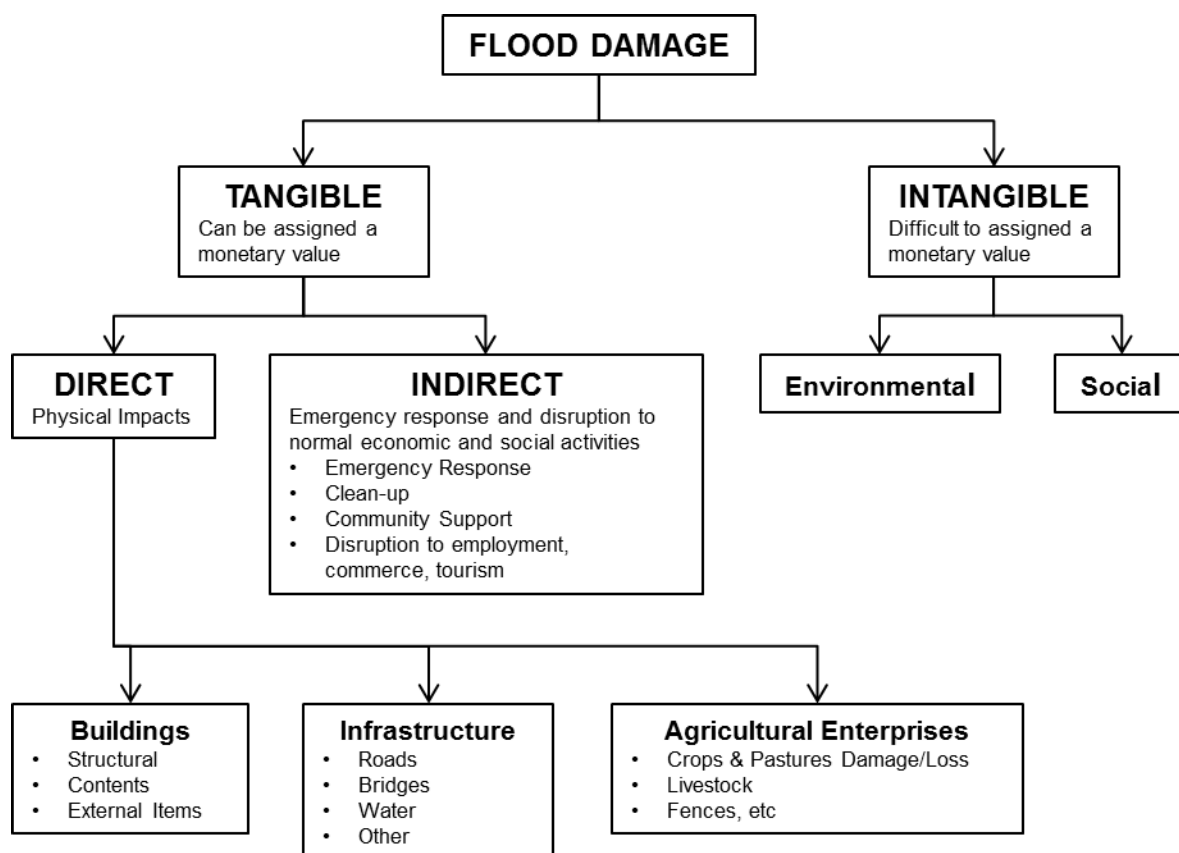 FLOOD DAMAGE
TANGIBLE
Can be assigned a
monetary value
INTANGIBLE
Difficult to assigned a
monetary value
DIRECT
Physical Impacts
INDIRECT
Emergency response and disruption to
normal economic and social activities
• Emergency Response
• Clean-up
• Community Support
• Disruption to employment,
commerce, tourism
Environmental
Social
Buildings
• Structural
• Contents
• External Items
Infrastructure
• Roads
• Bridges
• Water
• Other
Agricultural Enterprises
• Crops & Pastures Damage/Loss
• Livestock
• Fences, etc